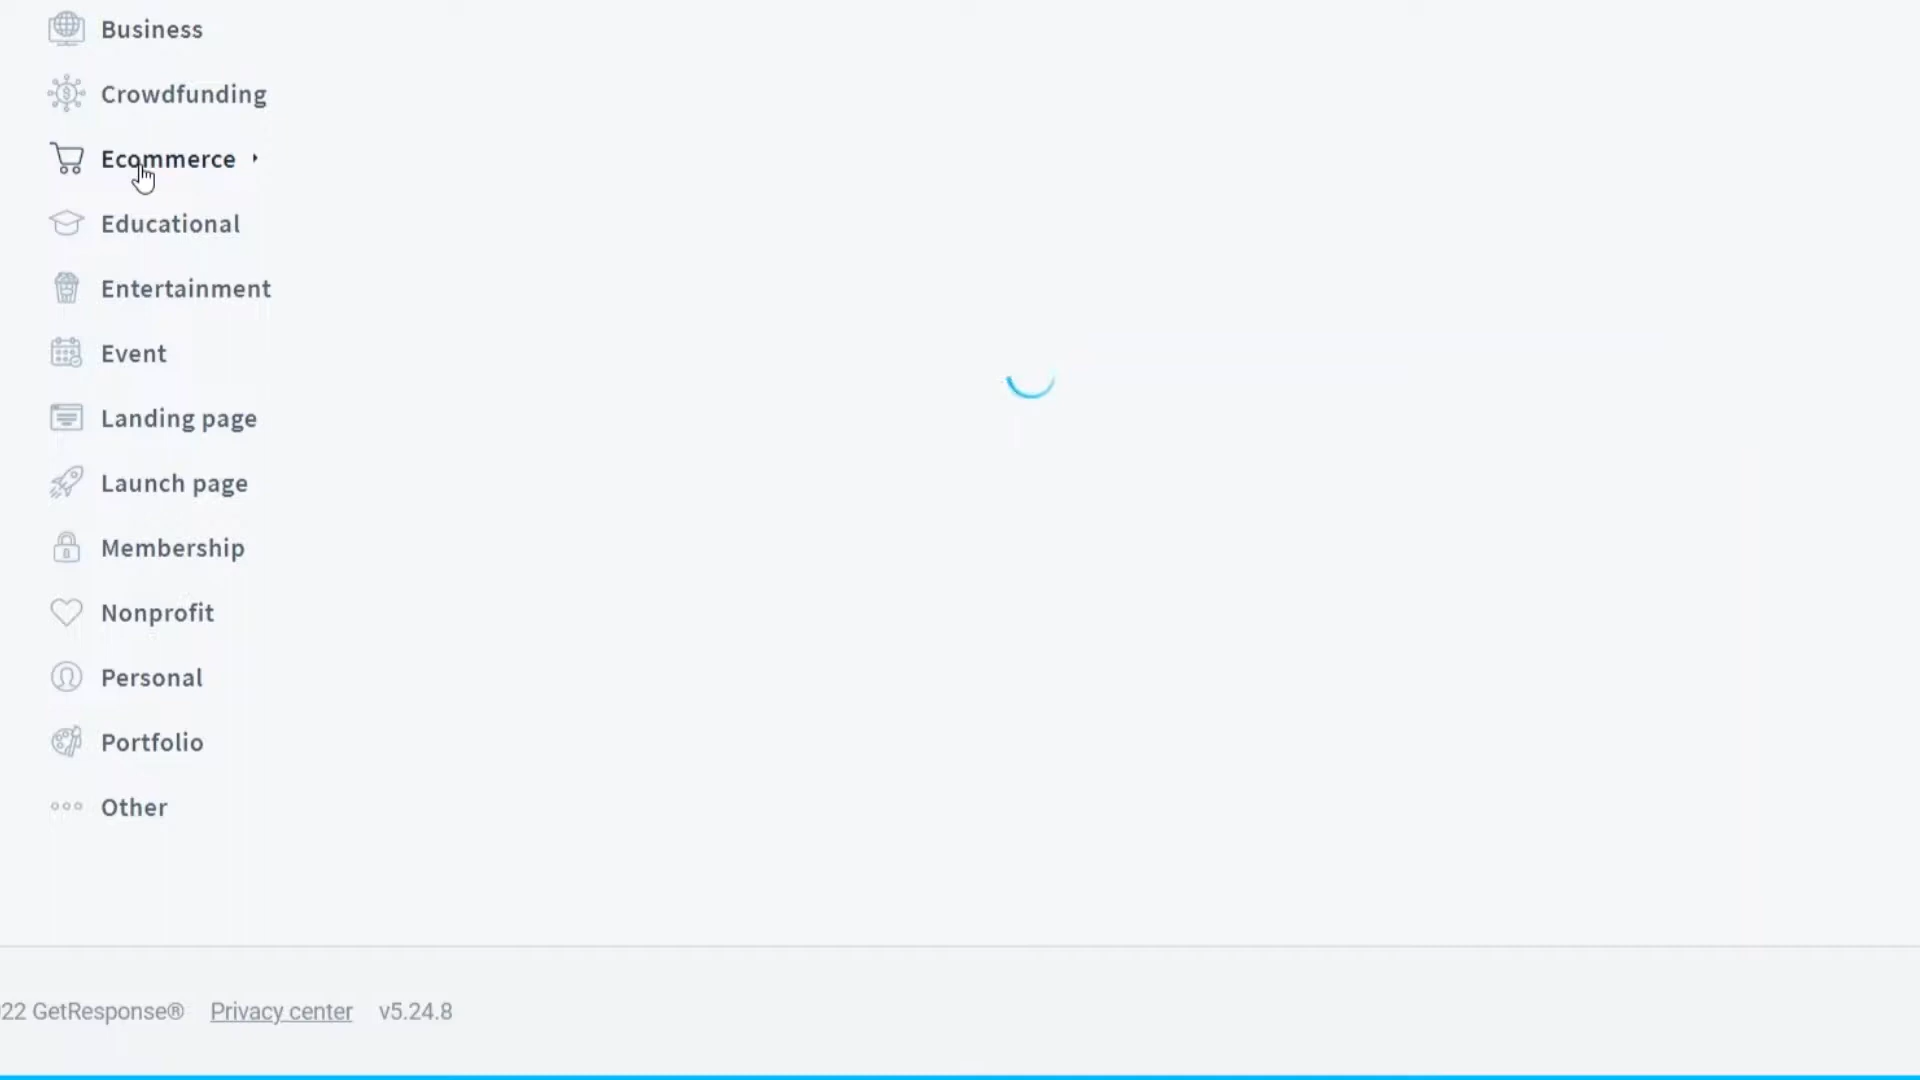 Business
Crowdfunding
Ecommerce
Educational
Entertainment
Event
Landing page
Launch page
Membership
Nonprofit
Personal
Portfolio
Other
22 GetResponse® Privacy center v5.24.8